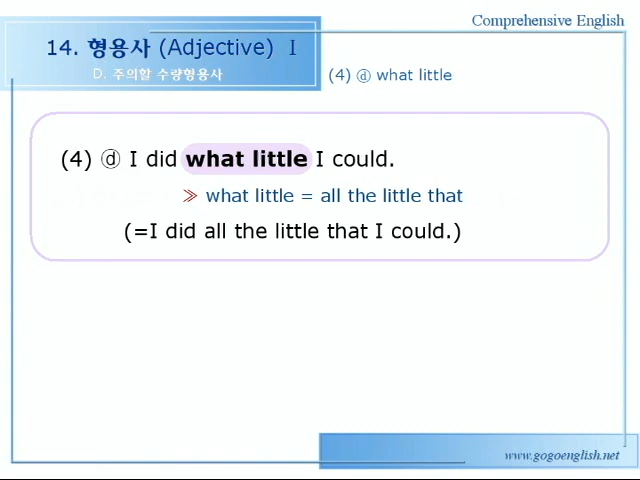 Comprehensive English
14. 형용사 (Adjective) Ⅰ
D. 주의할 수량형용사
(4) ⓓ what little
(4) ⓓ I did what little I could.
≫ what little = all the little that
(=I did all the little that I could.)
www.gogoenglish.net